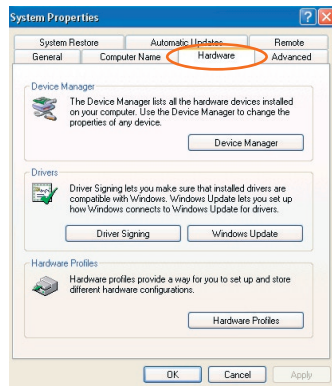 System Properties
System Restore Automatic Updates Remote
General Computer Name Hardware Advanced
Device Manager
The Device Manager lists all the hardware devices installed
on your computer. Use the Device Manager to change the
properties of any device.
Device Manager
Drivers
Driver Signing lets you make sure that installed drivers are
compatible with Windows. Windows Update lets you set up
how Windows connects to Windows Update for drivers.
Driver Signing Windows Update
Hardware Profiles
Hardware profiles provide a way for you to set up and store
different hardware configurations.
Hardware Profiles
OK Cancel Apply